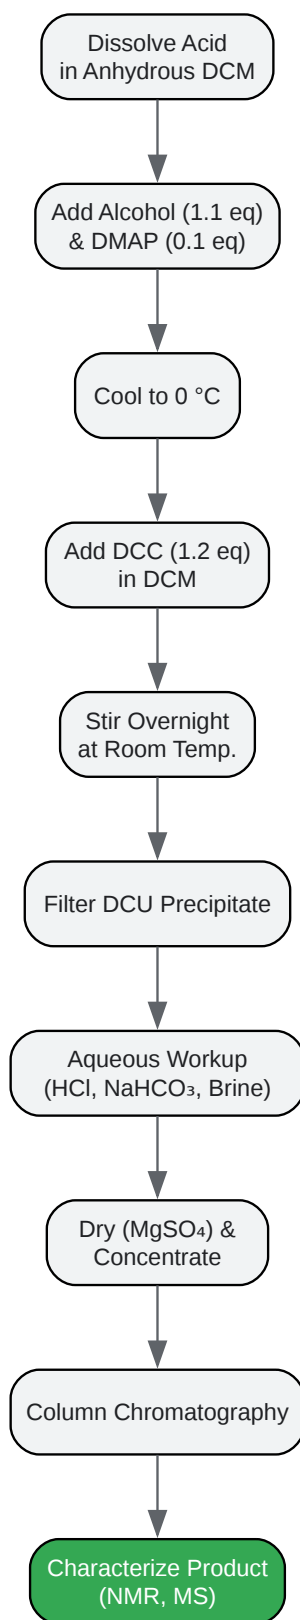 Dissolve Acid
in Anhydrous DCM
Add Alcohol (1.1 eq)
& DMAP (0.1 eq)
Cool to 0 °C
Add DCC (1.2 eq)
in DCM
Stir Overnight
at Room Temp.
Filter DCU Precipitate
Aqueous Workup
(HCl, NaHCO₃, Brine)
Dry (MgSO₄) &
Concentrate
Column Chromatography
Characterize Product
(NMR, MS)